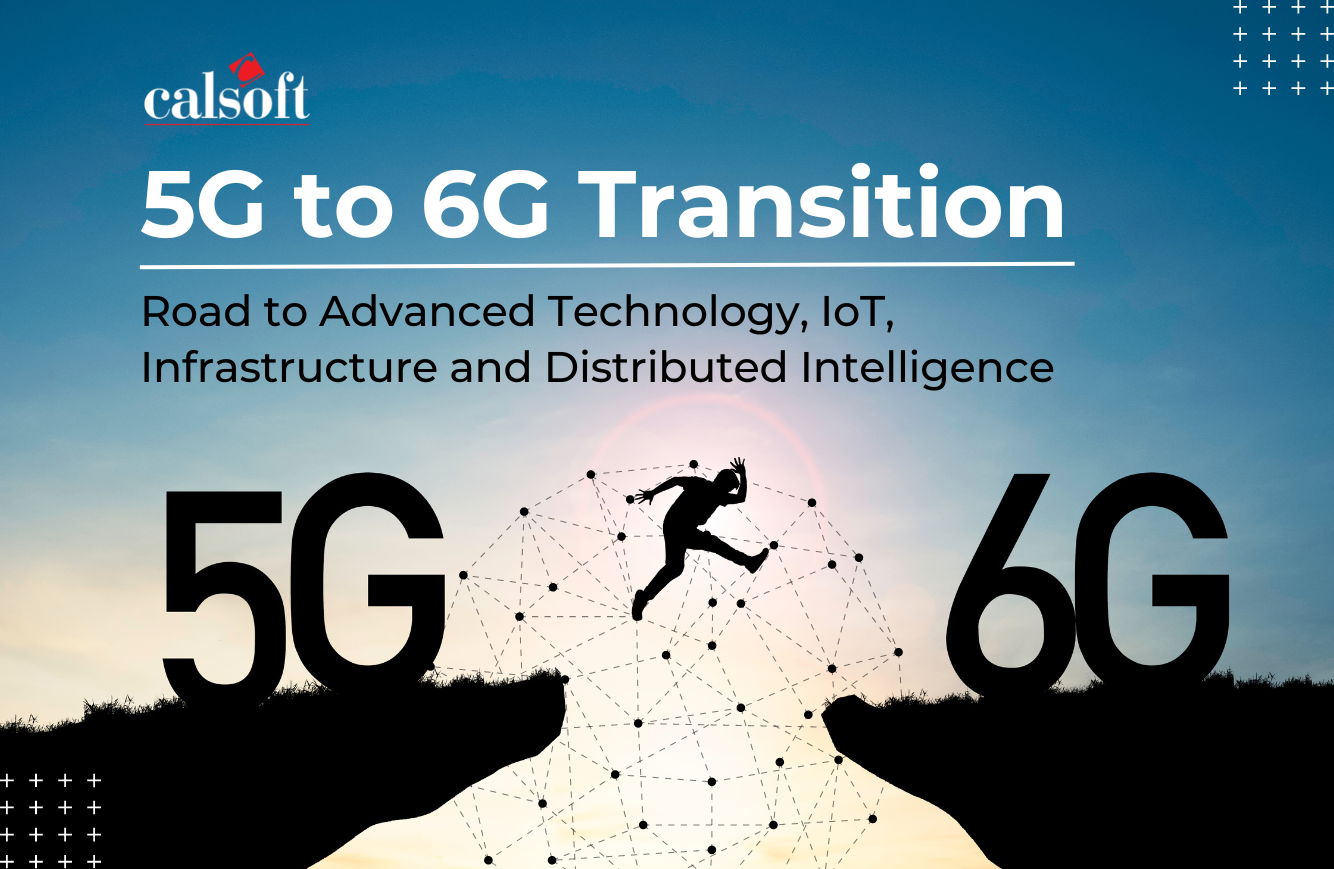 calsoft
5G to 6G Transition
Road to Advanced Technology, IoT,
Infrastructure and Distributed Intelligence
5G 6G